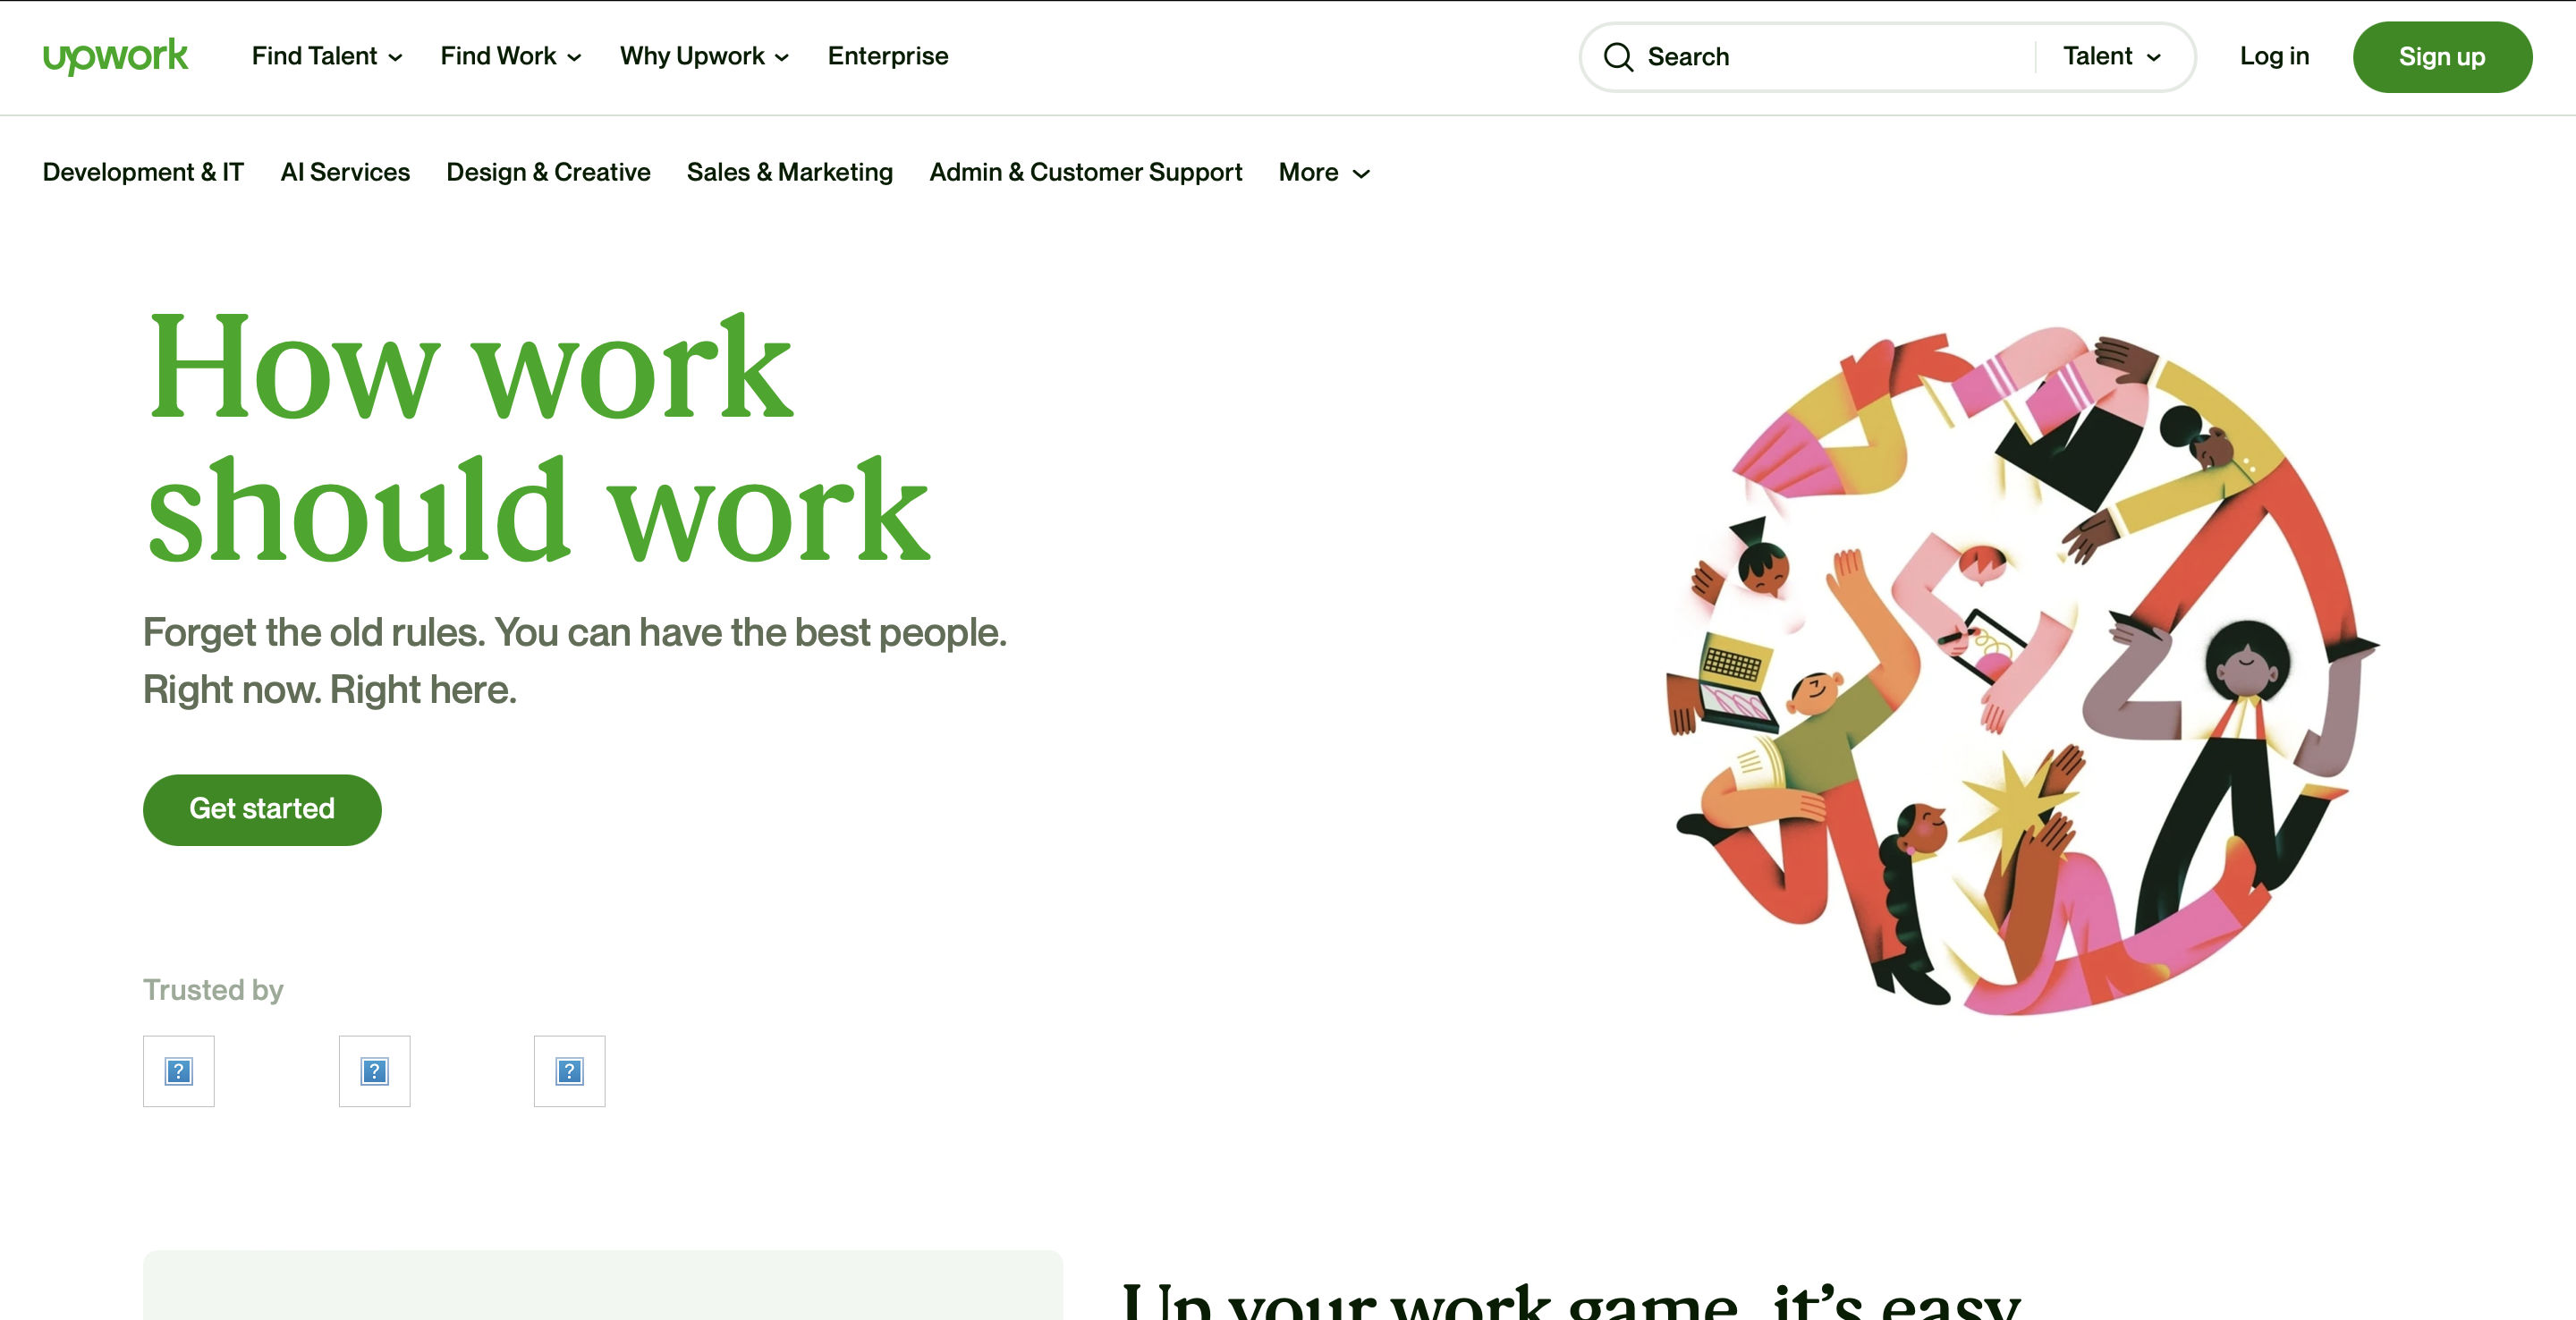 upwork
Find Talent
Find Work
Why Upwork
Enterprise
Search
Talent
Log in
Sign up
Development & IT
AI Services
Design & Creative
Sales & Marketing
Admin & Customer Support
More
How work
should work
Forget the old rules. You can have the best people.
Right now. Right here.
Get started
Trusted by
?
?
?
Up your work game, it's easy